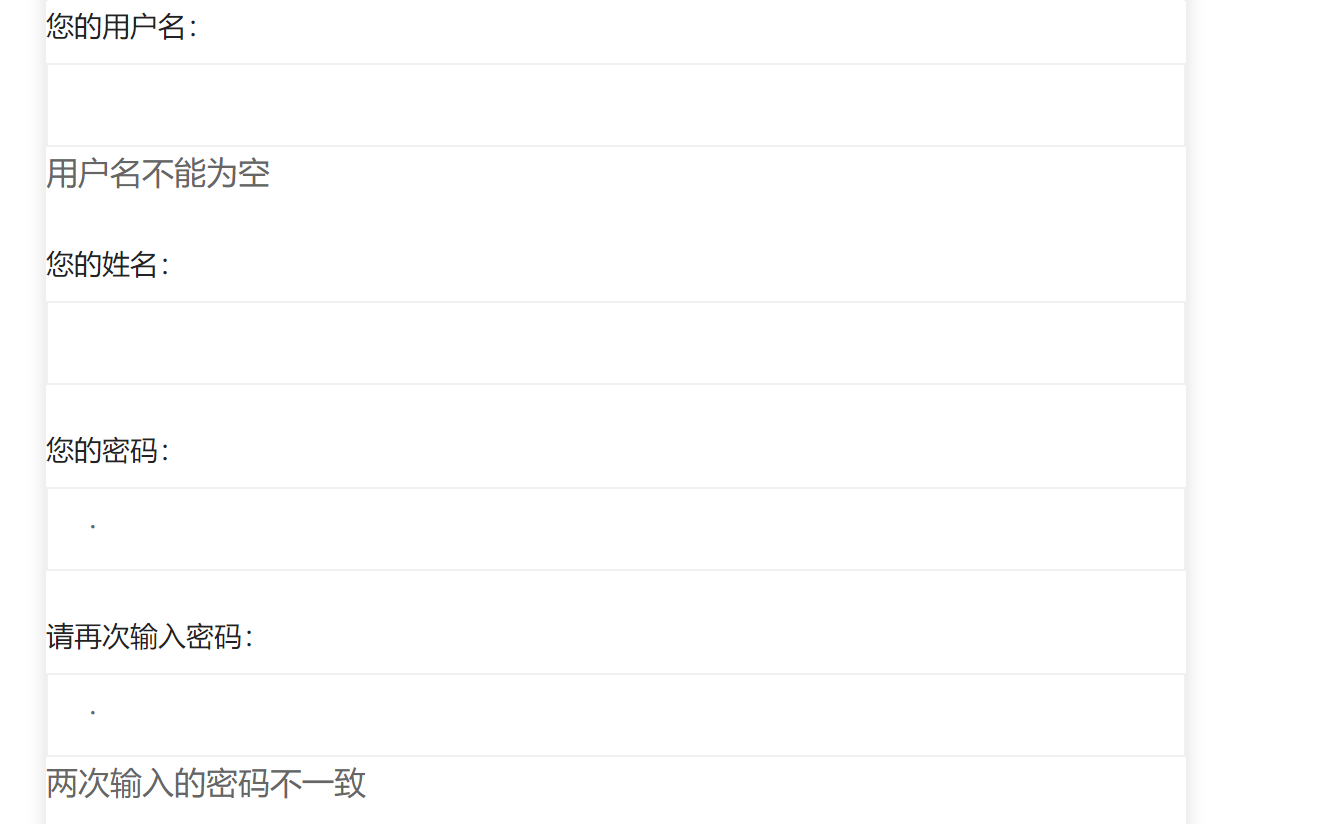 您的用户名：
用户名不能为空
您的姓名：
您的密码：
·
请再次输入密码：
·
两次输入的密码不一致